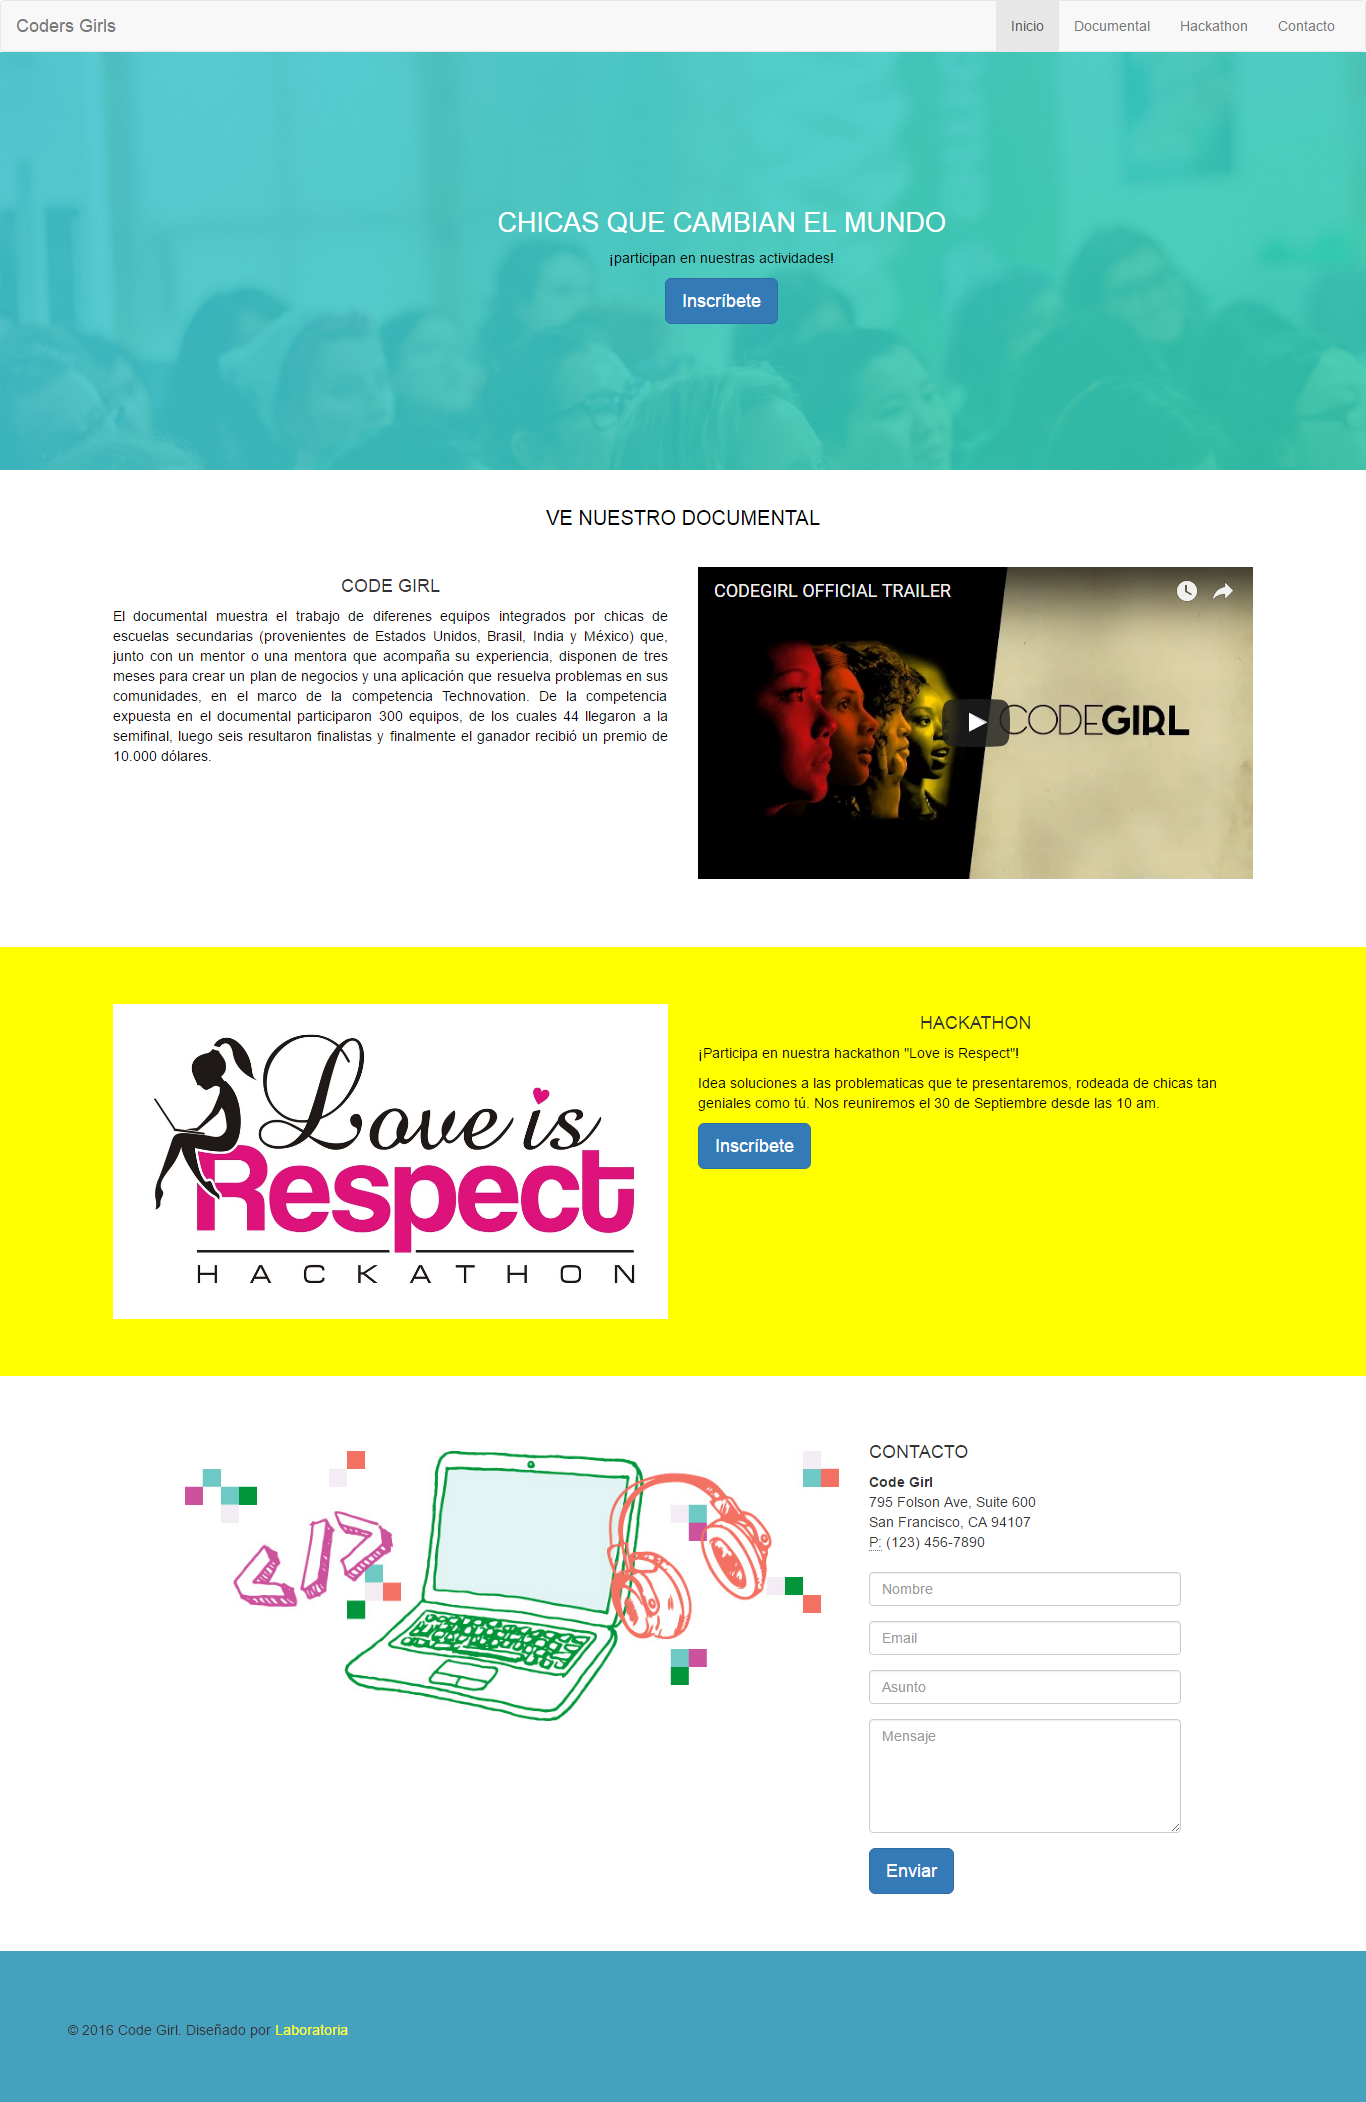 Coders Girls
Inicio
Documental
Hackathon
Contacto
CHICAS QUE CAMBIAN EL MUNDO
¡participan en nuestras actividades!
Inscríbete
VE NUESTRO DOCUMENTAL
CODE GIRL
El documental muestra el trabajo de diferenes equipos integrados por chicas de
escuelas secundarias (provenientes de Estados Unidos, Brasil, India y México) que,
junto con un mentor o una mentora que acompaña su experiencia, disponen de tres
meses para crear un plan de negocios y una aplicación que resuelva problemas en sus
comunidades, en el marco de la competencia Technovation. De la competencia
expuesta en el documental participaron 300 equipos, de los cuales 44 llegaron a la
semifinal, luego seis resultaron finalistas y finalmente el ganador recibió un premio de
10.000 dólares.
CODEGIRL OFFICIAL TRAILER
CODEGIRL
Love is
Respect
HACKATHON
HACKATHON
¡Participa en nuestra hackathon "Love is Respect"!
Idea soluciones a las problematicas que te presentaremos, rodeada de chicas tan
geniales como tú. Nos reuniremos el 30 de Septiembre desde las 10 am.
Inscríbete
</>
CONTACTO
Code Girl
795 Folson Ave, Suite 600
San Francisco, CA 94107
P: (123) 456-7890
Nombre
Email
Asunto
Mensaje
Enviar
© 2016 Code Girl. Diseñado por Laboratoria